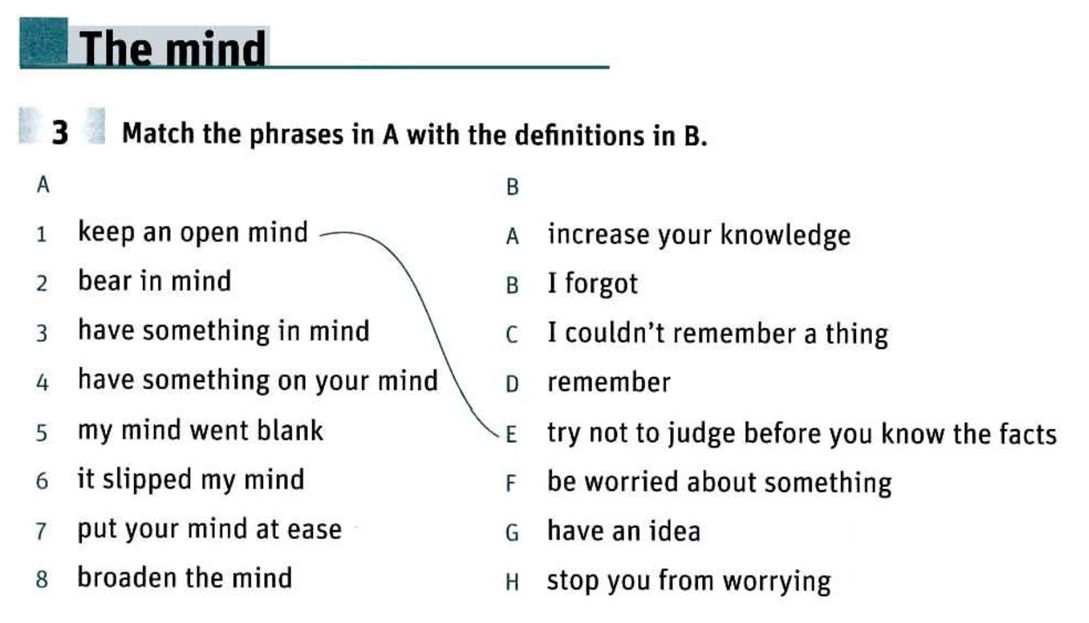 The mind
3 Match the phrases in A with the definitions in B.
A B
1 keep an open mind A increase your knowledge
2 bear in mind B I forgot
3 have something in mind C I couldn't remember a thing
4 have something on your mind D remember
5 my mind went blank E try not to judge before you know the facts
6 it slipped my mind F be worried about something
7 put your mind at ease G have an idea
8 broaden the mind H stop you from worrying